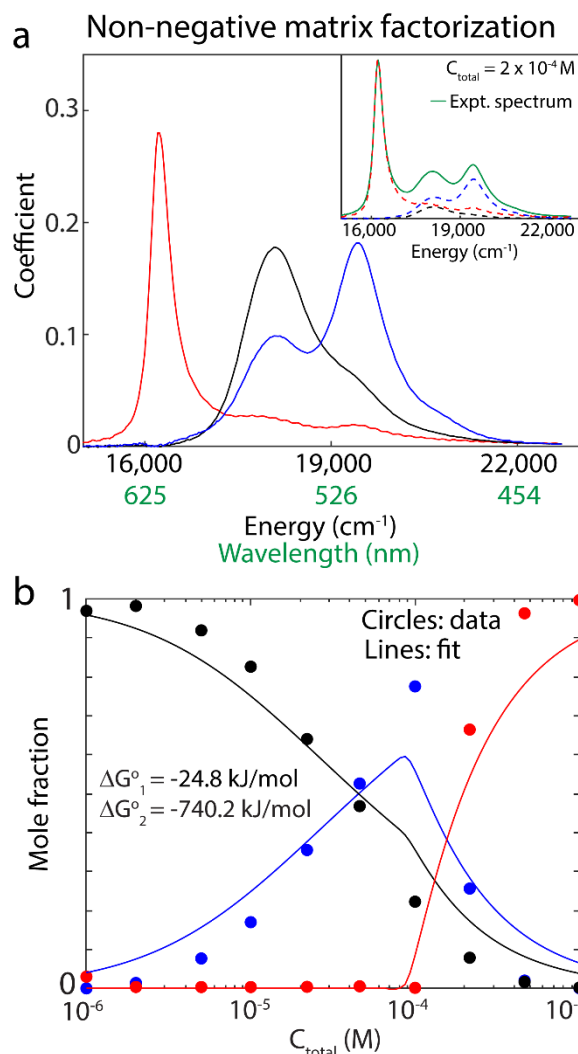 Non-negative matrix factorization
a
C_total = 2 x 10⁻⁴ M
Expt. spectrum
16,000 19,000 22,000
Energy (cm⁻¹)
0.3
0.2
0.1
0
Coefficient
16,000 19,000 22,000
625 526 454
Energy (cm⁻¹)
Wavelength (nm)
b
1
Circles: data
Lines: fit
ΔG°₁ = -24.8 kJ/mol
ΔG°₂ = -740.2 kJ/mol
Mole fraction
0
10⁻⁶ 10⁻⁵ 10⁻⁴ 10⁻
C_total (M)